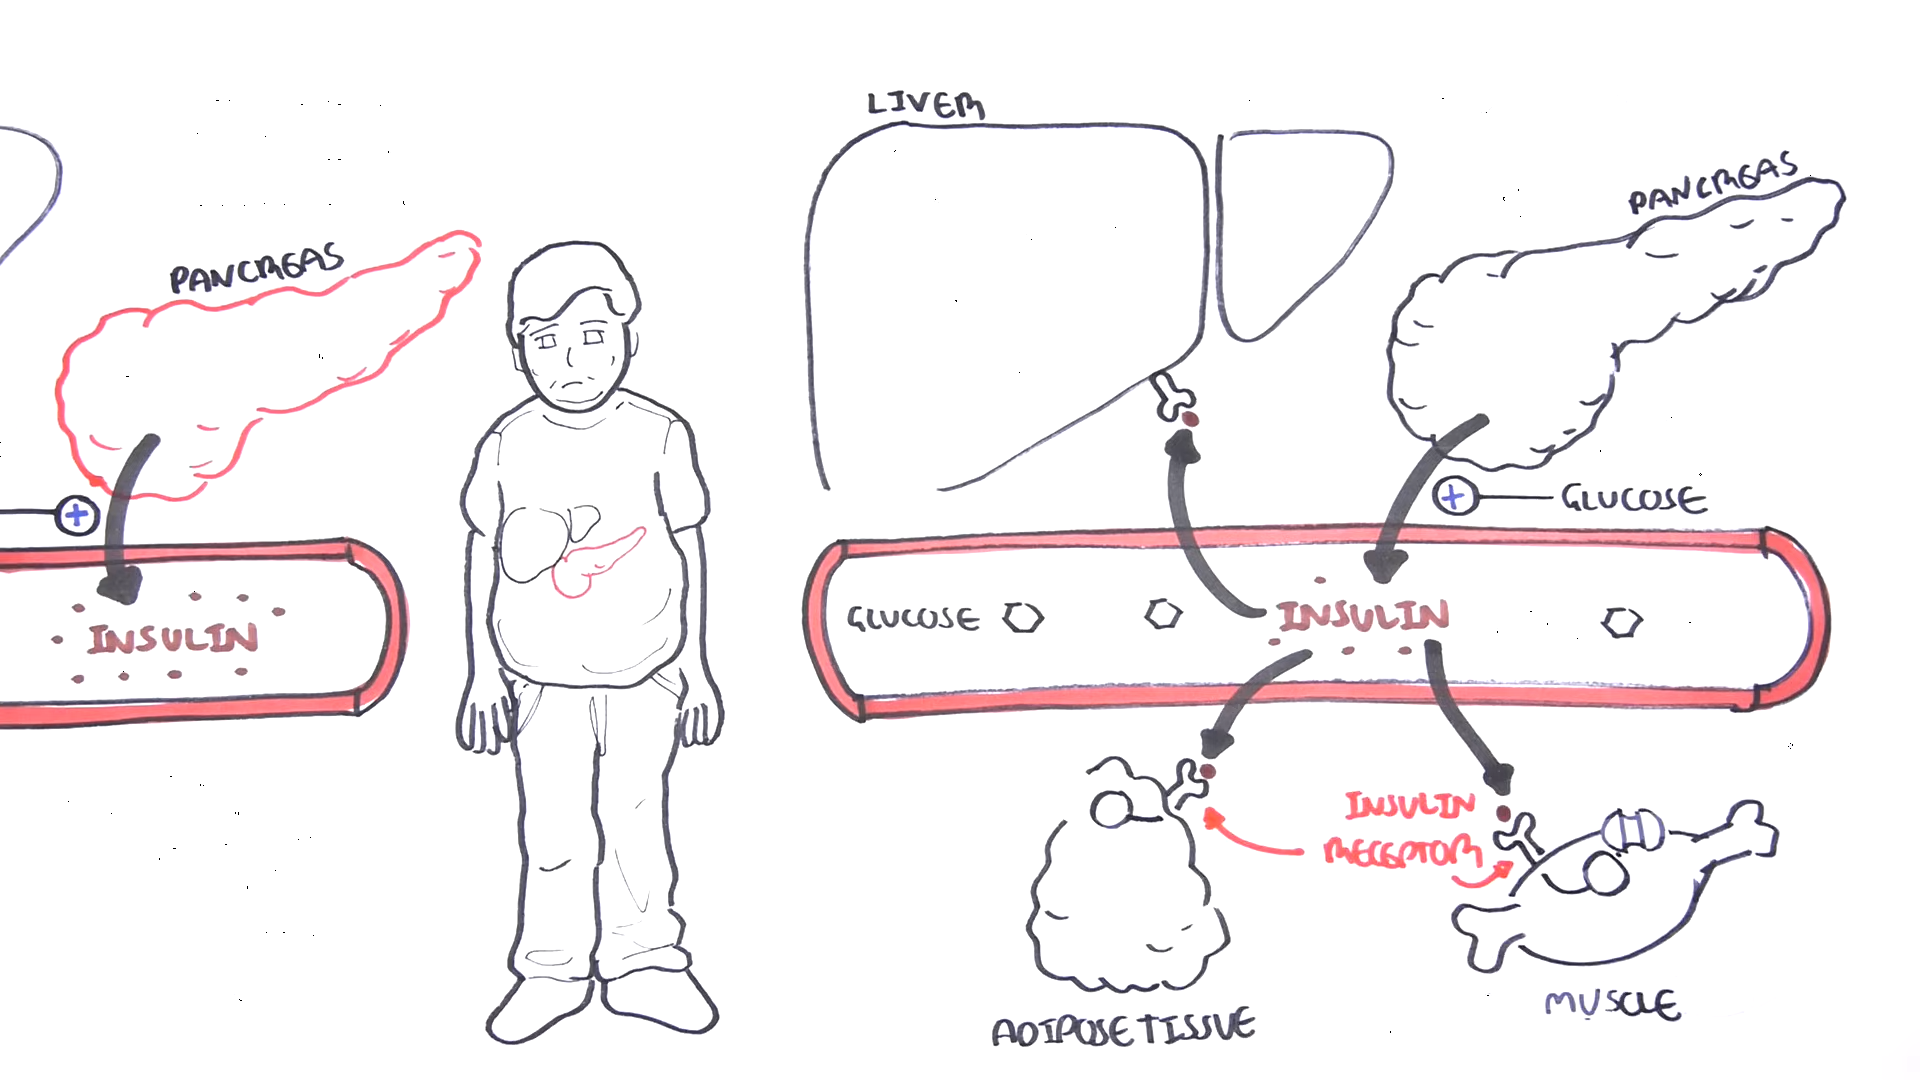 PANCREAS
+
INSULIN
LIVER
PANCREAS
+ GLUCOSE
GLUCOSE
INSULIN
INSULIN
RECEPTOR
ADIPOSE TISSUE
MUSCLE